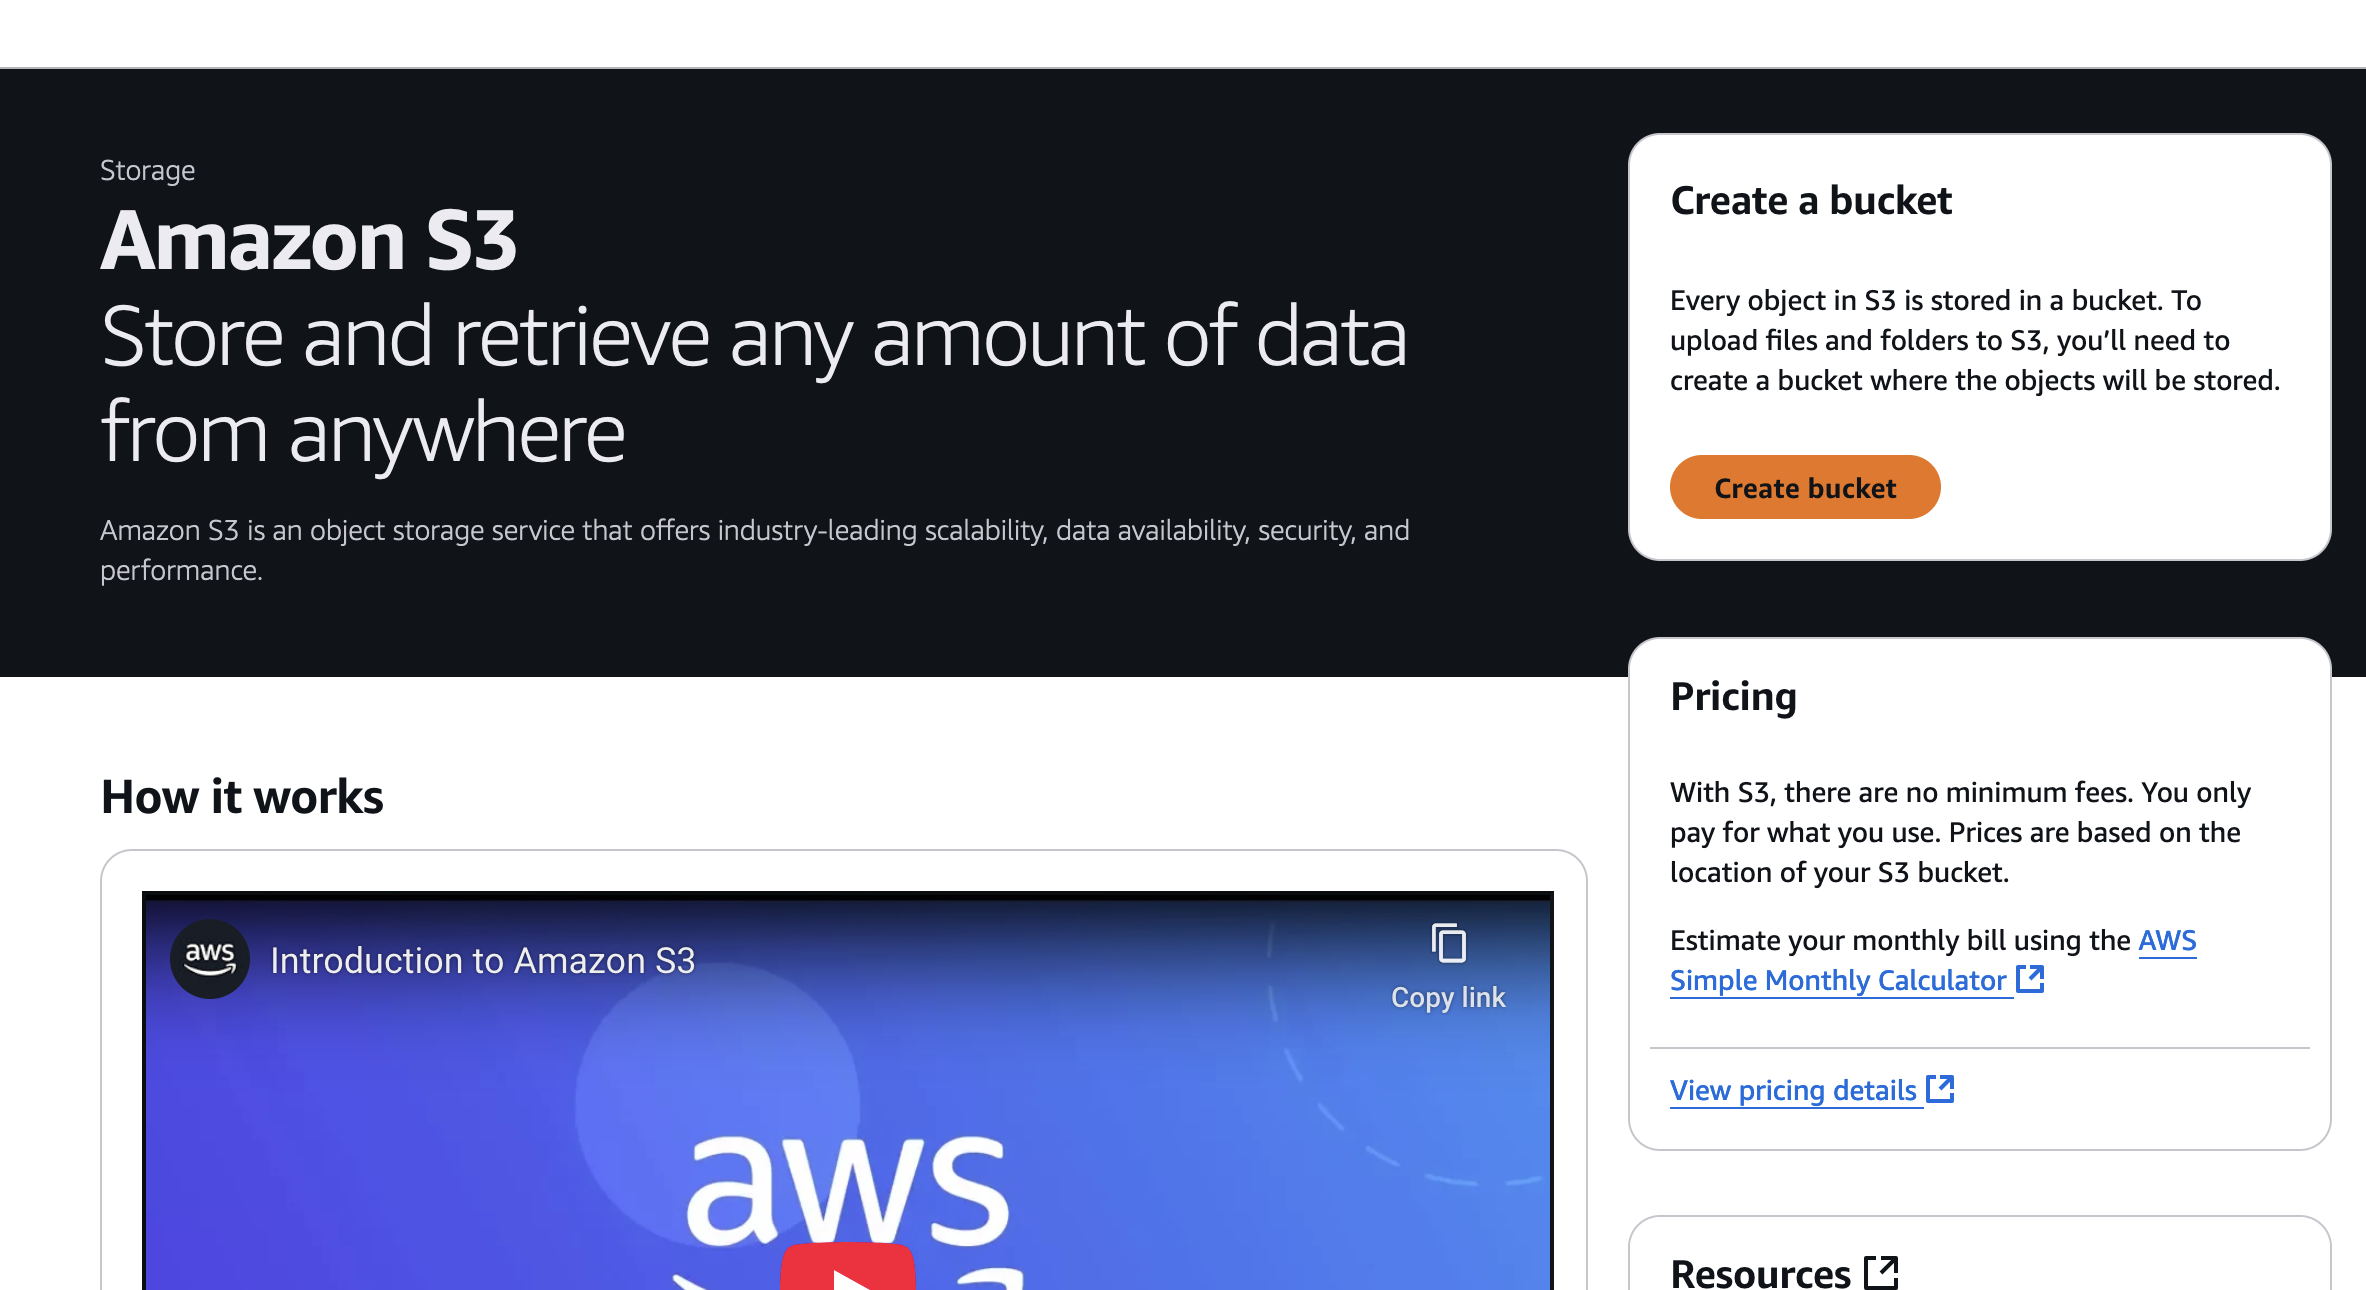 Storage
Amazon S3
Store and retrieve any amount of data
from anywhere
Amazon S3 is an object storage service that offers industry-leading scalability, data availability, security, and
performance.
Create a bucket
Every object in S3 is stored in a bucket. To
upload files and folders to S3, you’ll need to
create a bucket where the objects will be stored.
Create bucket
Pricing
With S3, there are no minimum fees. You only
pay for what you use. Prices are based on the
location of your S3 bucket.
Estimate your monthly bill using the AWS
Simple Monthly Calculator
View pricing details
Resources
How it works
aws
Introduction to Amazon S3
Copy link
aws